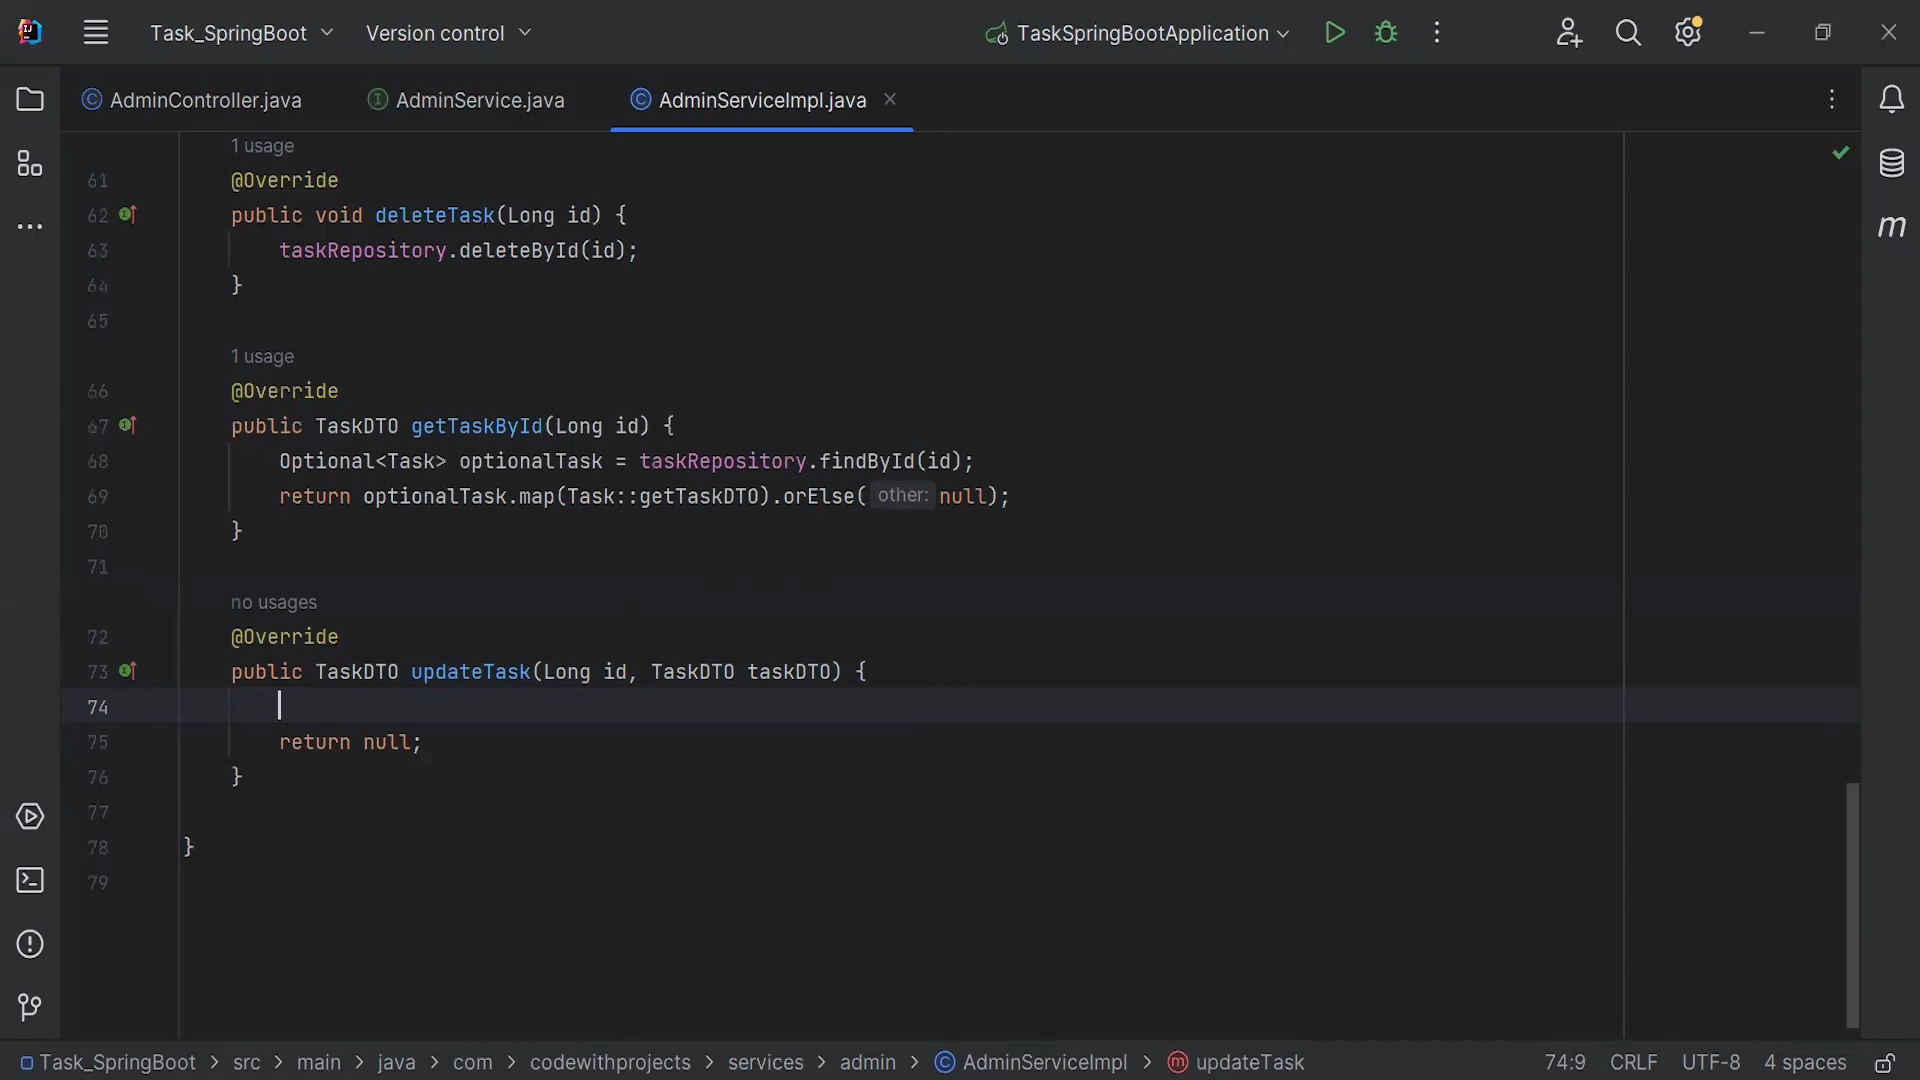 Task_SpringBoot
Version control
TaskSpringBootApplication
AdminController.java
AdminService.java
AdminServiceImpl.java
1 usage
61 @Override
62 public void deleteTask(Long id) {
63 taskRepository.deleteById(id);
64 }
65
1 usage
66 @Override
67 public TaskDTO getTaskById(Long id) {
68 Optional<Task> optionalTask = taskRepository.findById(id);
69 return optionalTask.map(Task::getTaskDTO).orElse( other: null);
70 }
71
no usages
72 @Override
73 public TaskDTO updateTask(Long id, TaskDTO taskDTO) {
74
75 return null;
76 }
77
78 }
79
Task_SpringBoot > src > main > java > com > codewithprojects > services > admin > AdminServiceImpl > updateTask 74:9 CRLF UTF-8 4 spaces